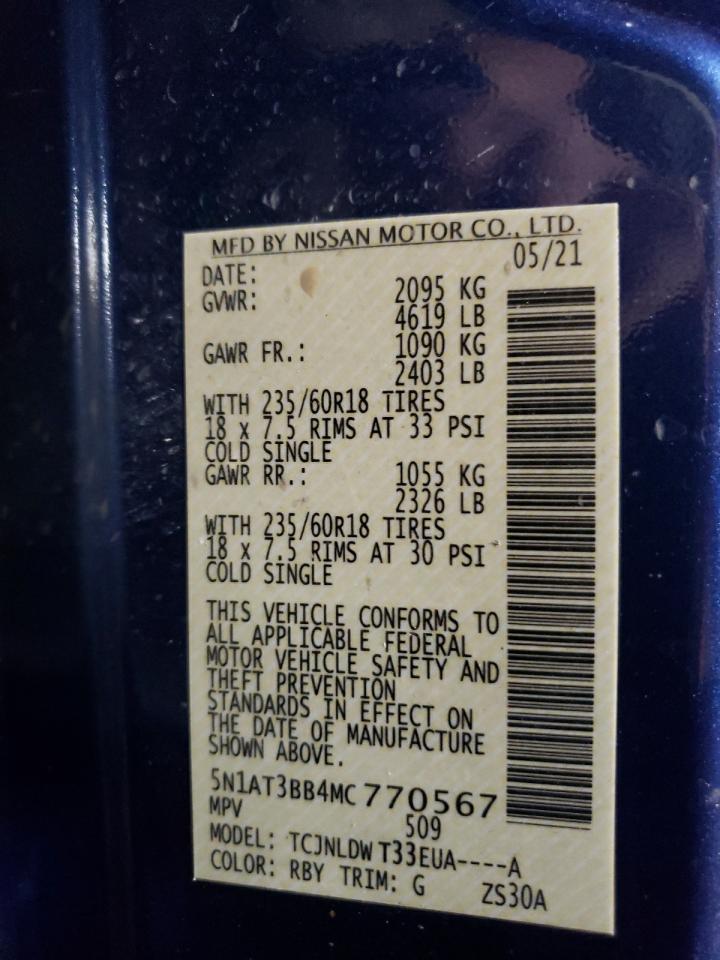 MFD BY NISSAN MOTOR CO., LTD.
DATE: 05/21
GVWR: 2095 KG
4619 LB
GAWR FR.: 1090 KG
2403 LB
WITH 235/60R18 TIRES
18 x 7.5 RIMS AT 33 PSI
COLD SINGLE
GAWR RR.: 1055 KG
2326 LB
WITH 235/60R18 TIRES
18 x 7.5 RIMS AT 30 PSI
COLD SINGLE
THIS VEHICLE CONFORMS TO
ALL APPLICABLE FEDERAL
MOTOR VEHICLE SAFETY AND
THEFT PREVENTION
STANDARDS IN EFFECT ON
THE DATE OF MANUFACTURE
SHOWN ABOVE.
5N1AT3BB4MC 770567
MPV 509
MODEL: TCJNLDW T33EUA----A
COLOR: RBY TRIM: G ZS30A